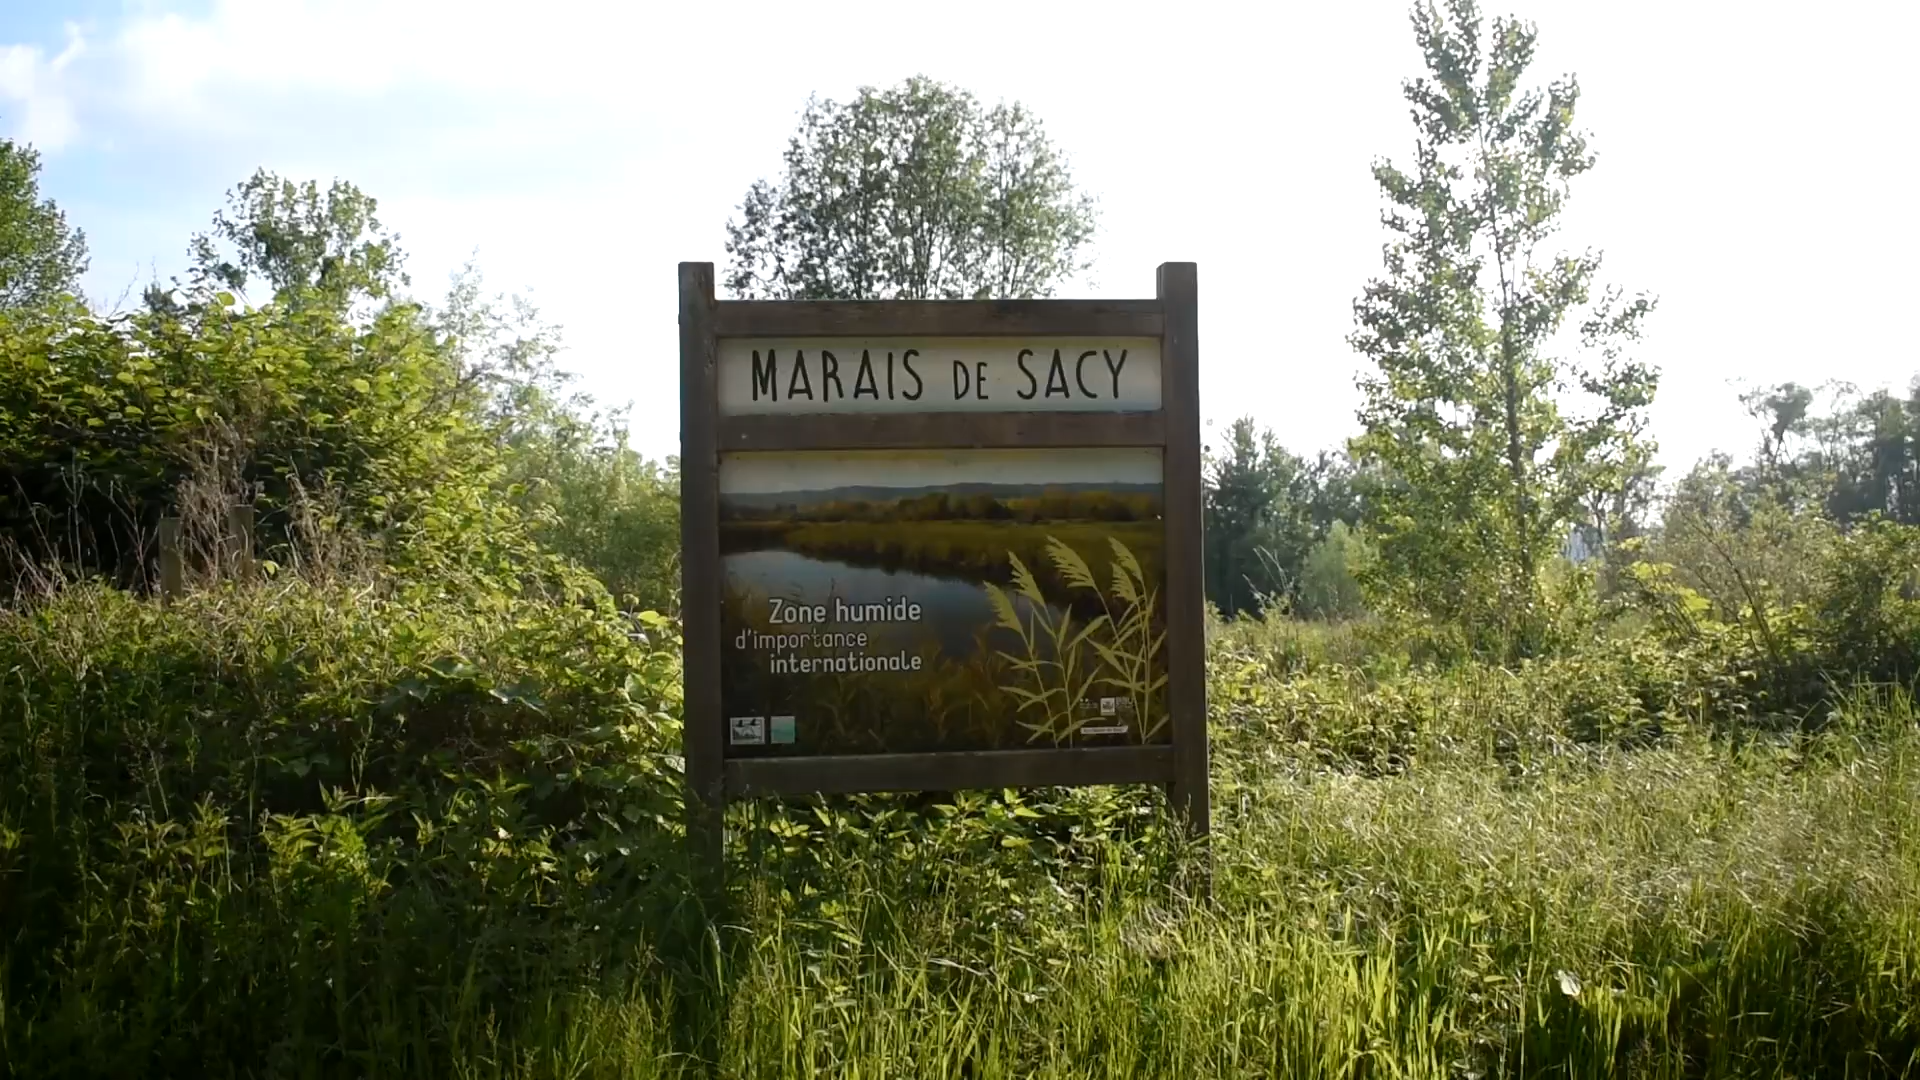 MARAIS DE SACY
Zone humide
d'importance
internationale